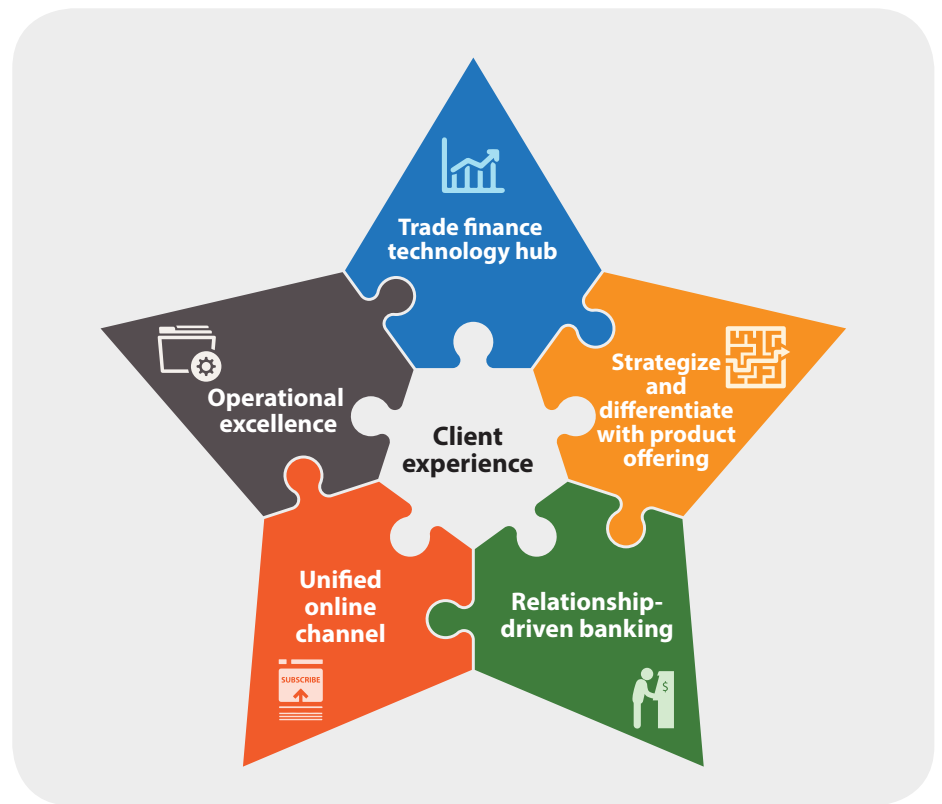 Trade finance
technology hub
Strategize
and
differentiate
with product
offering
Operational
excellence
Client
experience
Unified
online
channel
SUBSCRIBE
Relationship-
driven banking
$